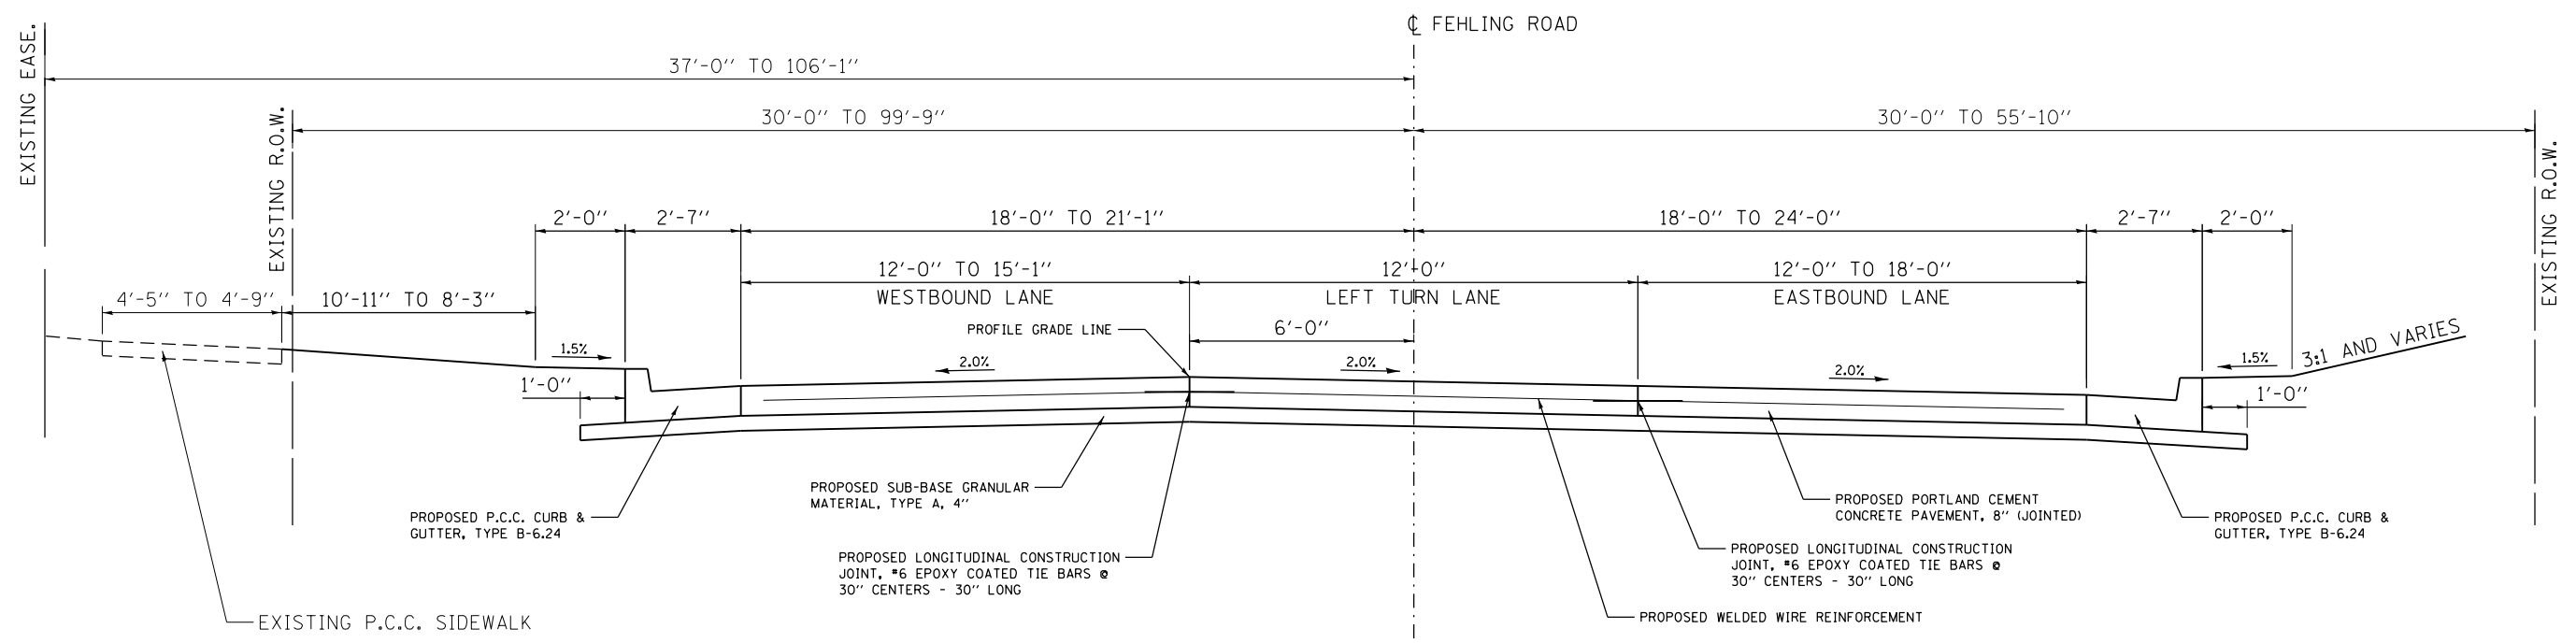 ℄ FEHLING ROAD
EXISTING EASE.
37'-0" TO 106'-1"
EXISTING R.O.W.
30'-0" TO 99'-9"
30'-0" TO 55'-10"
EXISTING R.O.W.
2'-0"
2'-7"
18'-0" TO 21'-1"
18'-0" TO 24'-0"
2'-7"
2'-0"
12'-0" TO 15'-1"
12'-0"
12'-0" TO 18'-0"
WESTBOUND LANE
LEFT TURN LANE
EASTBOUND LANE
4'-5" TO 4'-9"
10'-11" TO 8'-3"
PROFILE GRADE LINE
6'-0"
1.5%
2.0%
2.0%
2.0%
1.5%
3:1 AND VARIES
1'-0"
1'-0"
PROPOSED SUB-BASE GRANULAR
MATERIAL, TYPE A, 4"
PROPOSED PORTLAND CEMENT
CONCRETE PAVEMENT, 8" (JOINTED)
PROPOSED P.C.C. CURB &
GUTTER, TYPE B-6.24
PROPOSED P.C.C. CURB &
GUTTER, TYPE B-6.24
PROPOSED LONGITUDINAL CONSTRUCTION
JOINT, #6 EPOXY COATED TIE BARS @
30" CENTERS - 30" LONG
PROPOSED LONGITUDINAL CONSTRUCTION
JOINT, #6 EPOXY COATED TIE BARS @
30" CENTERS - 30" LONG
PROPOSED WELDED WIRE REINFORCEMENT
EXISTING P.C.C. SIDEWALK